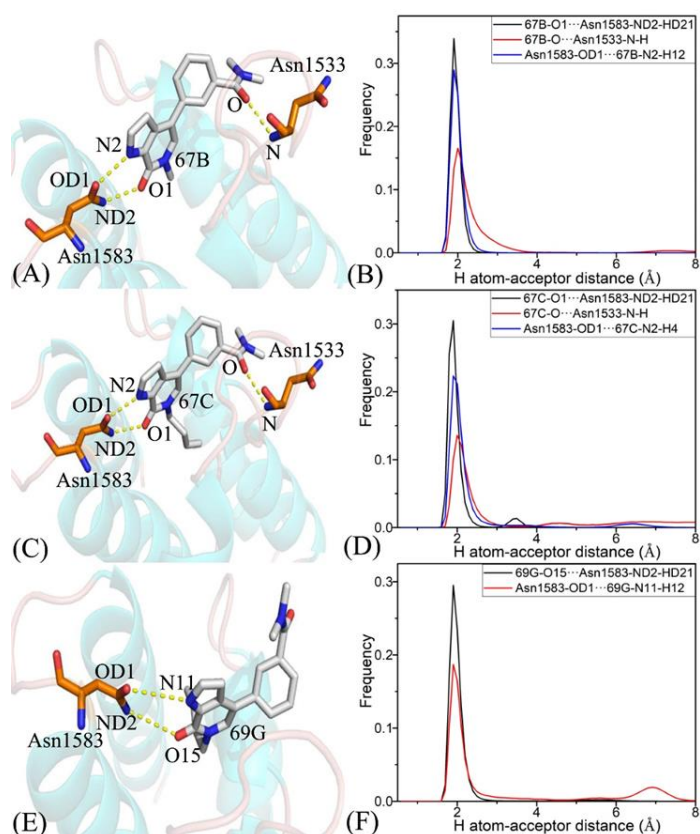 Asn1533
O
N2
67B
N
OD1
O1
ND2
Asn1583
(A)
67B-O1···Asn1583-ND2-HD21
67B-O···Asn1533-N-H
Asn1583-OD1···67B-N2-H12
Frequency
0.3
0.2
0.1
0.0
2 4 6 8
H atom-acceptor distance (Å)
(B)
Asn1533
O
N2
67C
OD1
N
O1
ND2
Asn1583
(C)
67C-O1···Asn1583-ND2-HD21
67C-O···Asn1533-N-H
Asn1583-OD1···67C-N2-H4
Frequency
0.3
0.2
0.1
0.0
2 4 6 8
H atom-acceptor distance (Å)
(D)
OD1
N11
ND2
69G
Asn1583
O15
(E)
69G-O15···Asn1583-ND2-HD21
Asn1583-OD1···69G-N11-H12
Frequency
0.3
0.2
0.1
0.0
2 4 6 8
H atom-acceptor distance (Å)
(F)